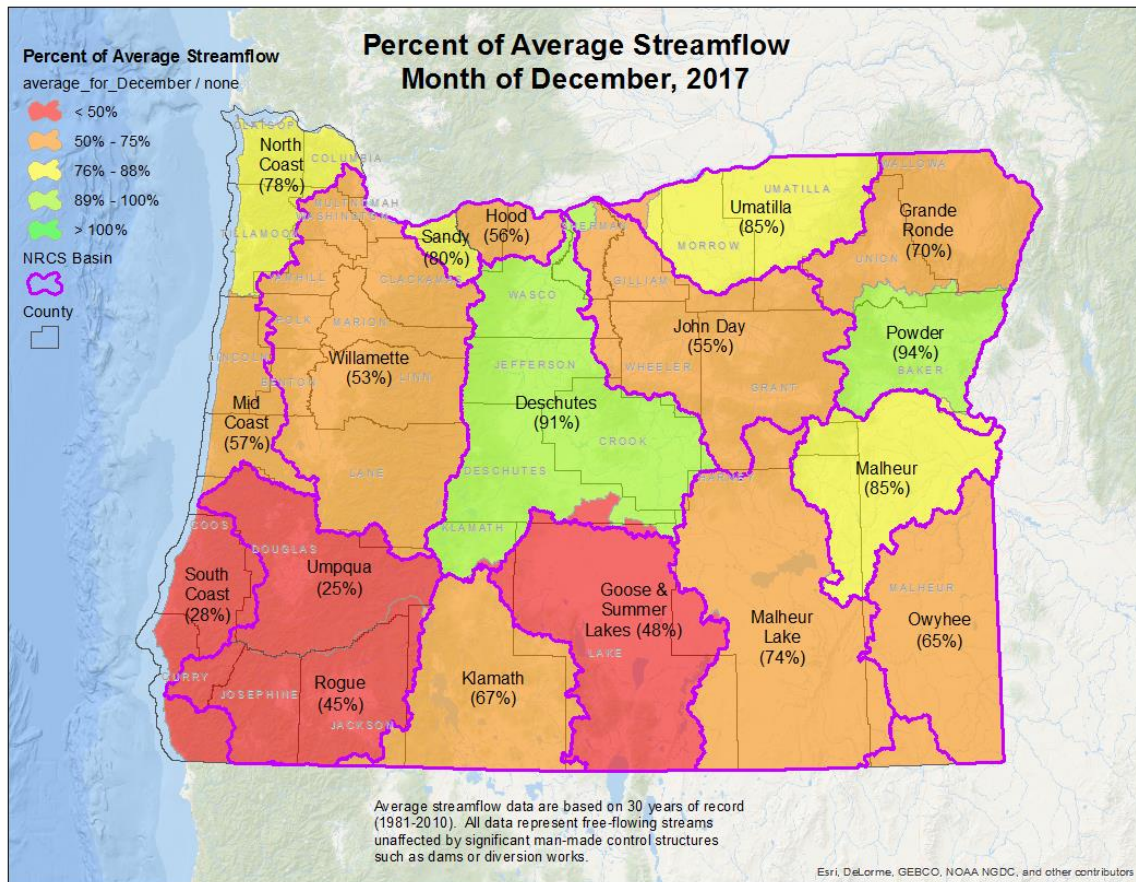 Percent of Average Streamflow
Month of December, 2017
Percent of Average Streamflow
average_for_December / none
< 50%
50% - 75%
76% - 88%
89% - 100%
> 100%
NRCS Basin
County
CLATSOP
North
Coast
(78%)
COLUMBIA
TILLAMOOK
MULTNOMAH
WASHINGTON
YAMHILL
CLACKAMAS
POLK
MARION
Willamette
(53%)
LINN
LINCOLN
BENTON
Mid
Coast
(57%)
LANE
Sandy
(80%)
Hood
(56%)
SHERMAN
WASCO
JEFFERSON
Deschutes
(91%)
CROOK
DESCHUTES
KLAMATH
UMATILLA
Umatilla
(85%)
MORROW
GILLIAM
John Day
(55%)
WHEELER
GRANT
WALLOWA
Grande
Ronde
(70%)
UNION
Powder
(94%)
BAKER
Malheur
(85%)
HARNEY
MALHEUR
Owyhee
(65%)
Malheur
Lake
(74%)
Goose &
Summer
Lakes (48%)
LAKE
Klamath
(67%)
COOS
DOUGLAS
Umpqua
(25%)
South
Coast
(28%)
CURRY
JOSEPHINE
Rogue
(45%)
JACKSON
Average streamflow data are based on 30 years of record
(1981-2010). All data represent free-flowing streams
unaffected by significant man-made control structures
such as dams or diversion works.
Esri, DeLorme, GEBCO, NOAA NGDC, and other contributors